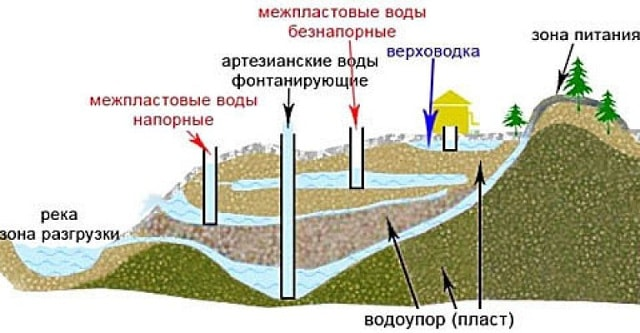 межпластовые воды
безнапорные
зона питания
артезианские воды
фонтанирующие
верховодка
межпластовые воды
напорные
река
зона разгрузки
водоупор (пласт)